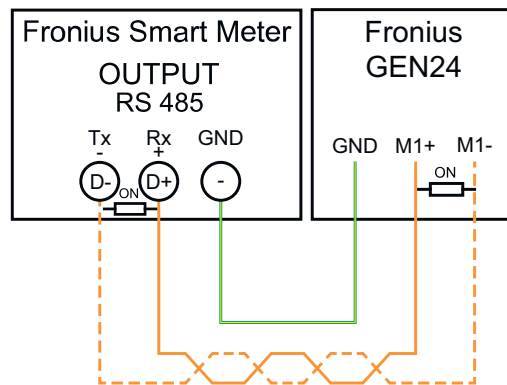 Fronius Smart Meter
OUTPUT
RS 485
Tx Rx GND
- +
D- D+ -
ON
Fronius
GEN24
GND M1+ M1-
ON